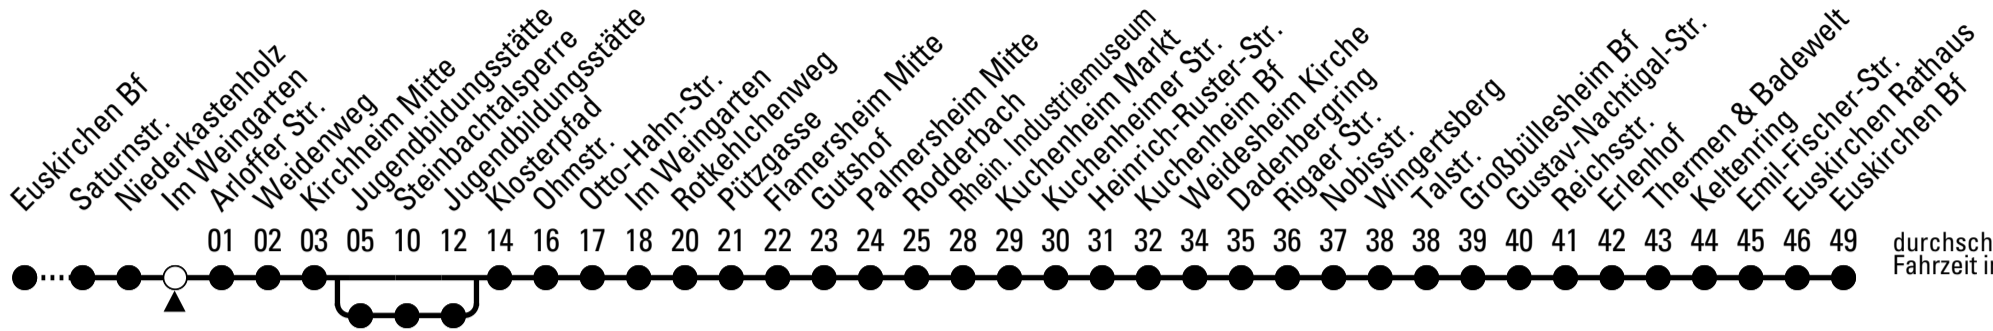 Euskirchen Bf
Saturnstr.
Niederkastenholz
Im Weingarten
Arloffer Str.
Weidenweg
Kirchheim Mitte
Jugendbildungsstätte
Steinbachtalsperre
Jugendbildungsstätte
Klosterpfad
Ohmstr.
Otto-Hahn-Str.
Im Weingarten
Rotkehlchenweg
Pützgasse
Flamersheim Mitte
Gutshof
Palmersheim Mitte
Rodderbach
Rhein. Industriemuseum
Kuchenheim Markt
Kuchenheimer Str.
Heinrich-Ruster-Str.
Kuchenheim Bf
Weidesheim Kirche
Dadenbergring
Rigaer Str.
Nobisstr.
Wingertsberg
Talstr.
Großbüllesheim Bf
Gustav-Nachtigal-Str.
Reichsstr.
Erlenhof
Thermen & Badewelt
Keltenring
Emil-Fischer-Str.
Euskirchen Rathaus
Euskirchen Bf
01 02 03 05 10 12 14 16 17 18 20 21 22 23 24 25 28 29 30 31 32 34 35 36 37 38 38 39 40 41 42 43 44 45 46 49
durchsch
Fahrzeit i